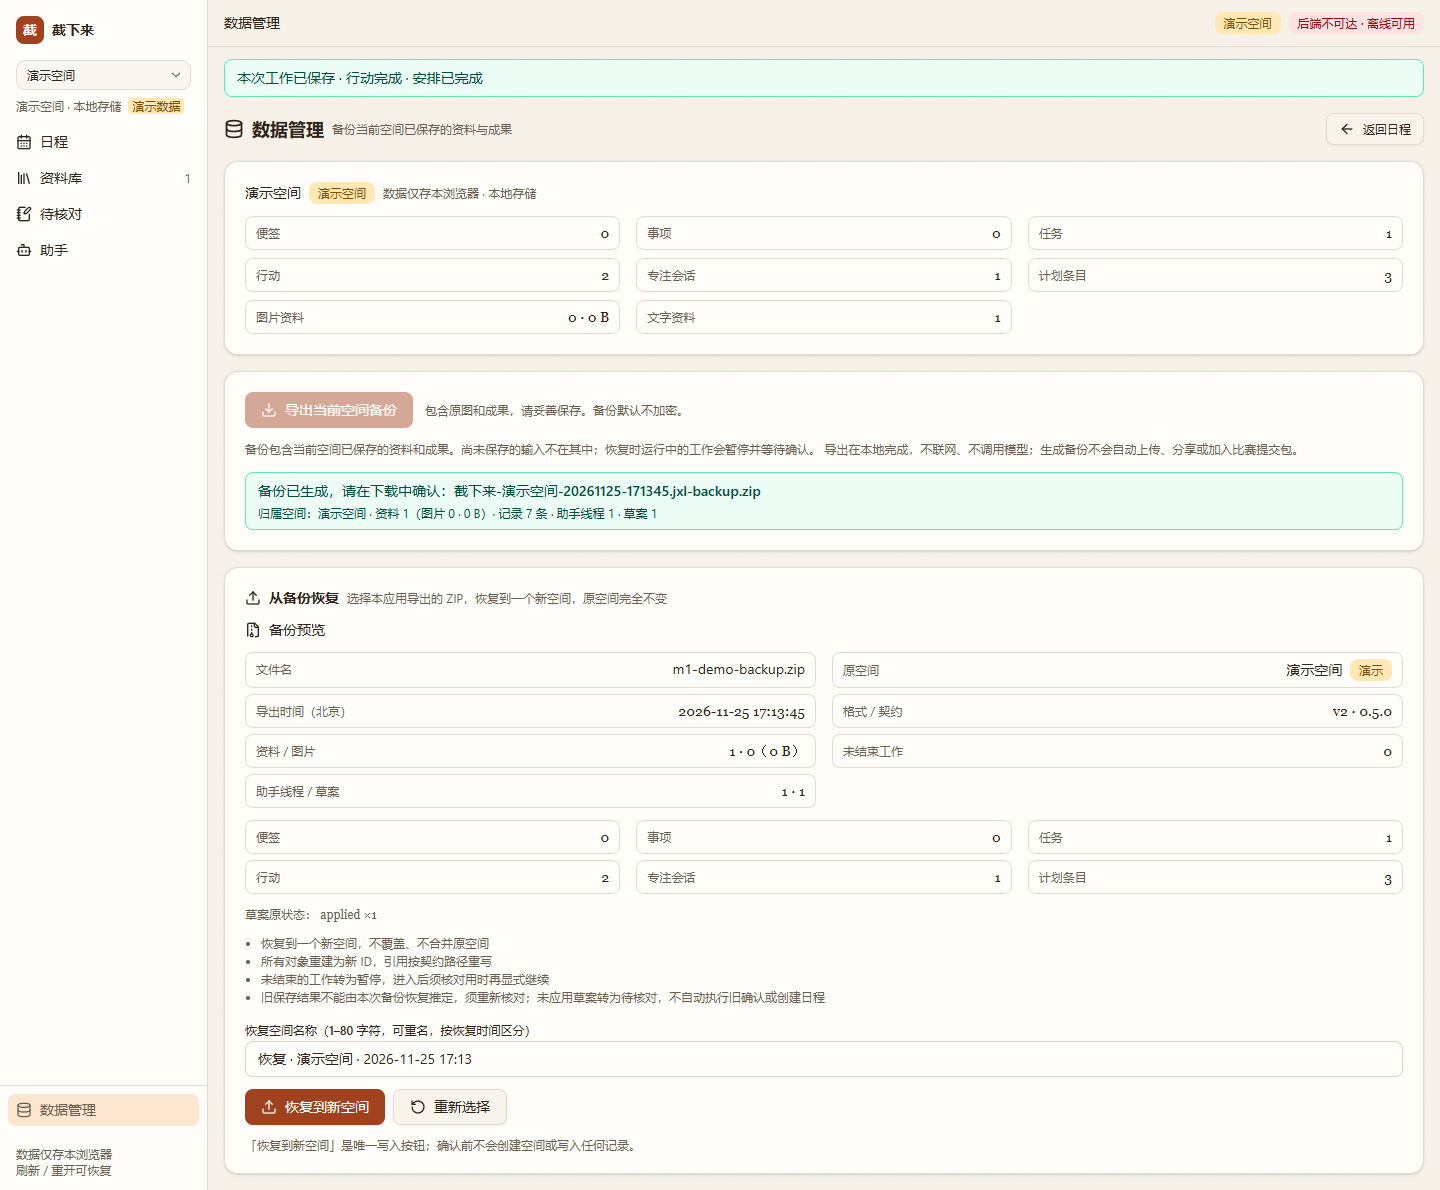 截 截下来
演示空间
演示空间 · 本地存储 演示数据
日程
资料库 1
待核对
助手
数据管理
数据仅存本浏览器
刷新 / 重开可恢复
数据管理 演示空间 后端不可达 · 离线可用
本次工作已保存 · 行动完成 · 安排已完成
数据管理 备份当前空间已保存的资料与成果 返回日程
演示空间 演示空间 数据仅存本浏览器 · 本地存储
便签 0 事项 0 任务 1
行动 2 专注会话 1 计划条目 3
图片资料 0 · 0 B 文字资料 1
导出当前空间备份 包含原图和成果，请妥善保存。备份默认不加密。
备份包含当前空间已保存的资料和成果。尚未保存的输入不在其中；恢复时运行中的工作会暂停并等待确认。 导出在本地完成，不联网、不调用模型；生成备份不会自动上传、分享或加入比赛提交包。
备份已生成，请在下载中确认：截下来-演示空间-20261125-171345.jxl-backup.zip
归属空间：演示空间 · 资料 1（图片 0 · 0 B）· 记录 7 条 · 助手线程 1 · 草案 1
从备份恢复 选择本应用导出的 ZIP，恢复到一个新空间，原空间完全不变
备份预览
文件名 m1-demo-backup.zip 原空间 演示空间 演示
导出时间（北京） 2026-11-25 17:13:45 格式 / 契约 v2 · 0.5.0
资料 / 图片 1 · 0（0 B） 未结束工作 0
助手线程 / 草案 1 · 1
便签 0 事项 0 任务 1
行动 2 专注会话 1 计划条目 3
草案原状态： applied ×1
• 恢复到一个新空间，不覆盖、不合并原空间
• 所有对象重建为新 ID，引用按契约路径重写
• 未结束的工作转为暂停，进入后须核对用时再显式继续
• 旧保存结果不能由本次备份恢复推定，须重新核对；未应用草案转为待核对，不自动执行旧确认或创建日程
恢复空间名称（1–80 字符，可重名，按恢复时间区分）
恢复 · 演示空间 · 2026-11-25 17:13
恢复到新空间 重新选择
「恢复到新空间」是唯一写入按钮；确认前不会创建空间或写入任何记录。